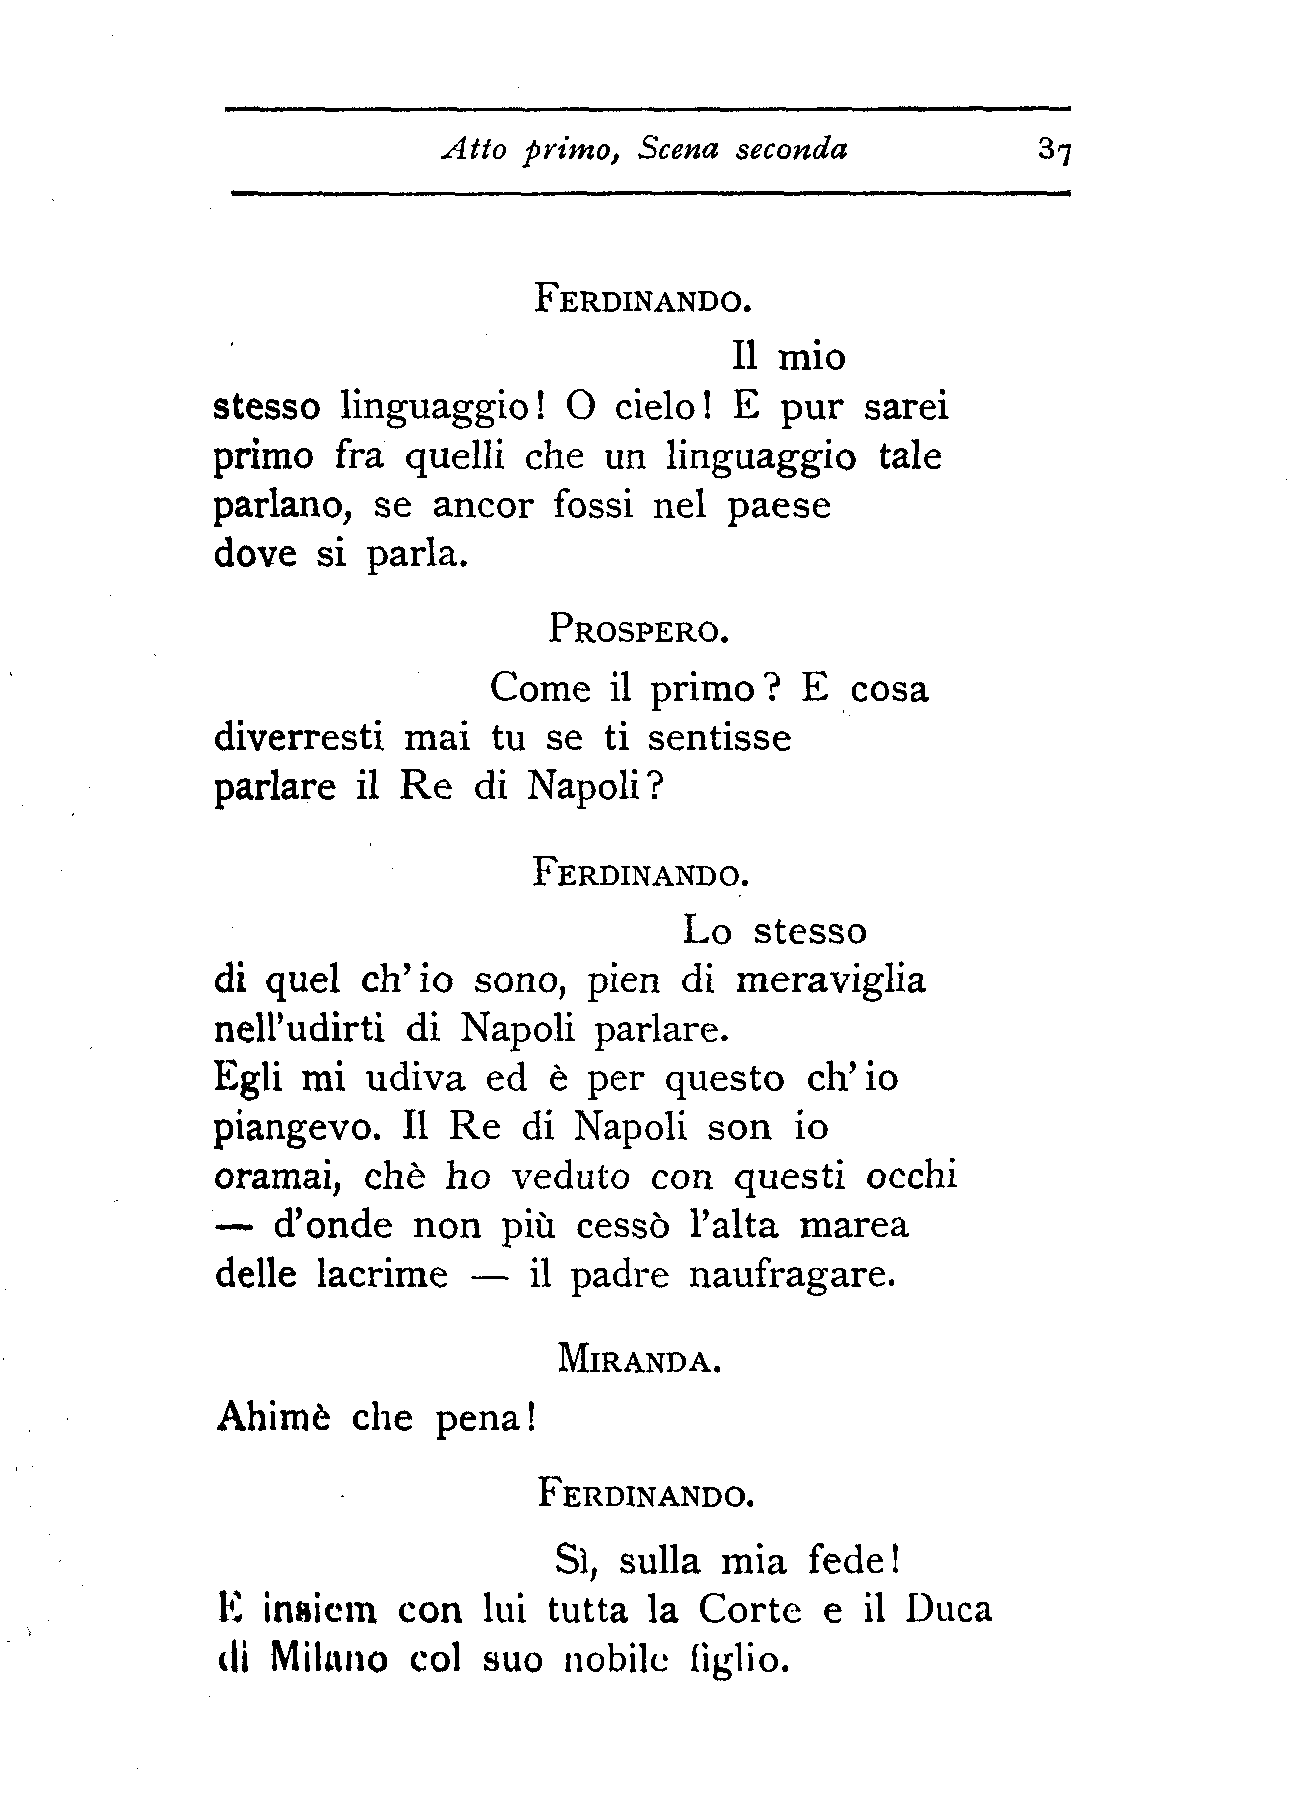 Atto primo, Scena seconda 37
FERDINANDO.
Il mio
stesso linguaggio! O cielo! E pur sarei
primo fra quelli che un linguaggio tale
parlano, se ancor fossi nel paese
dove si parla.
PROSPERO.
Come il primo? E cosa
diverresti mai tu se ti sentisse
parlare il Re di Napoli?
FERDINANDO.
Lo stesso
di quel ch'io sono, pien di meraviglia
nell'udirti di Napoli parlare.
Egli mi udiva ed è per questo ch'io
piangevo. Il Re di Napoli son io
oramai, chè ho veduto con questi occhi
— d'onde non più cessò l'alta marea
delle lacrime — il padre naufragare.
MIRANDA.
Ahimè che pena!
FERDINANDO.
Sì, sulla mia fede!
E insiem con lui tutta la Corte e il Duca
di Milano col suo nobile figlio.